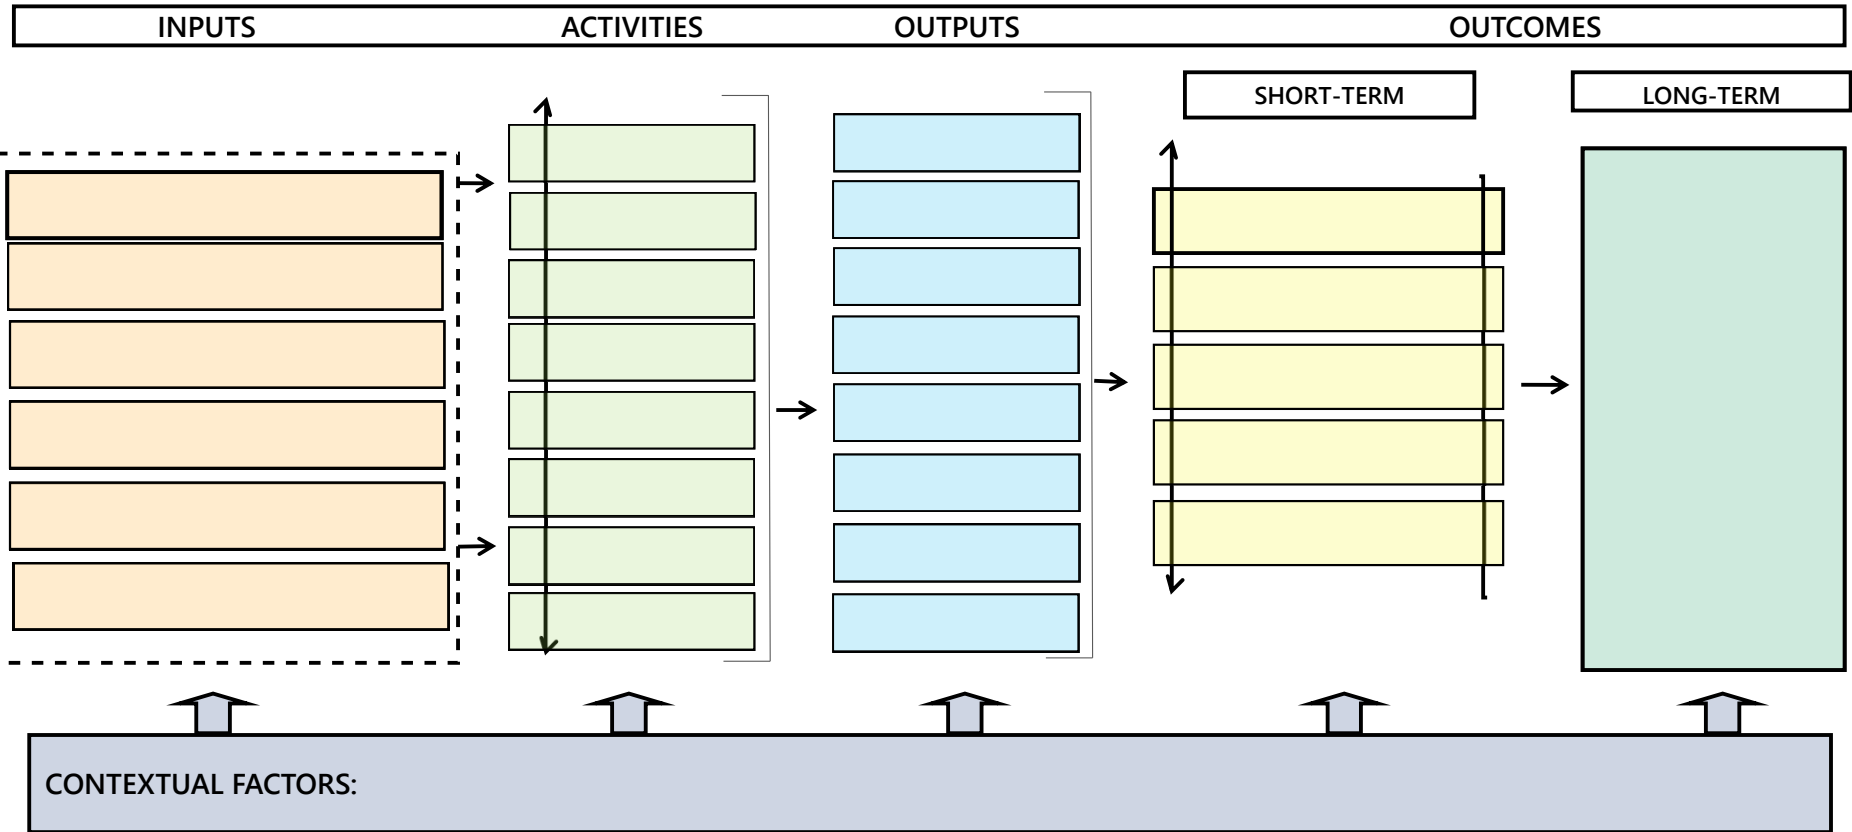 INPUTS ACTIVITIES OUTPUTS OUTCOMES
SHORT-TERM LONG-TERM
CONTEXTUAL FACTORS: